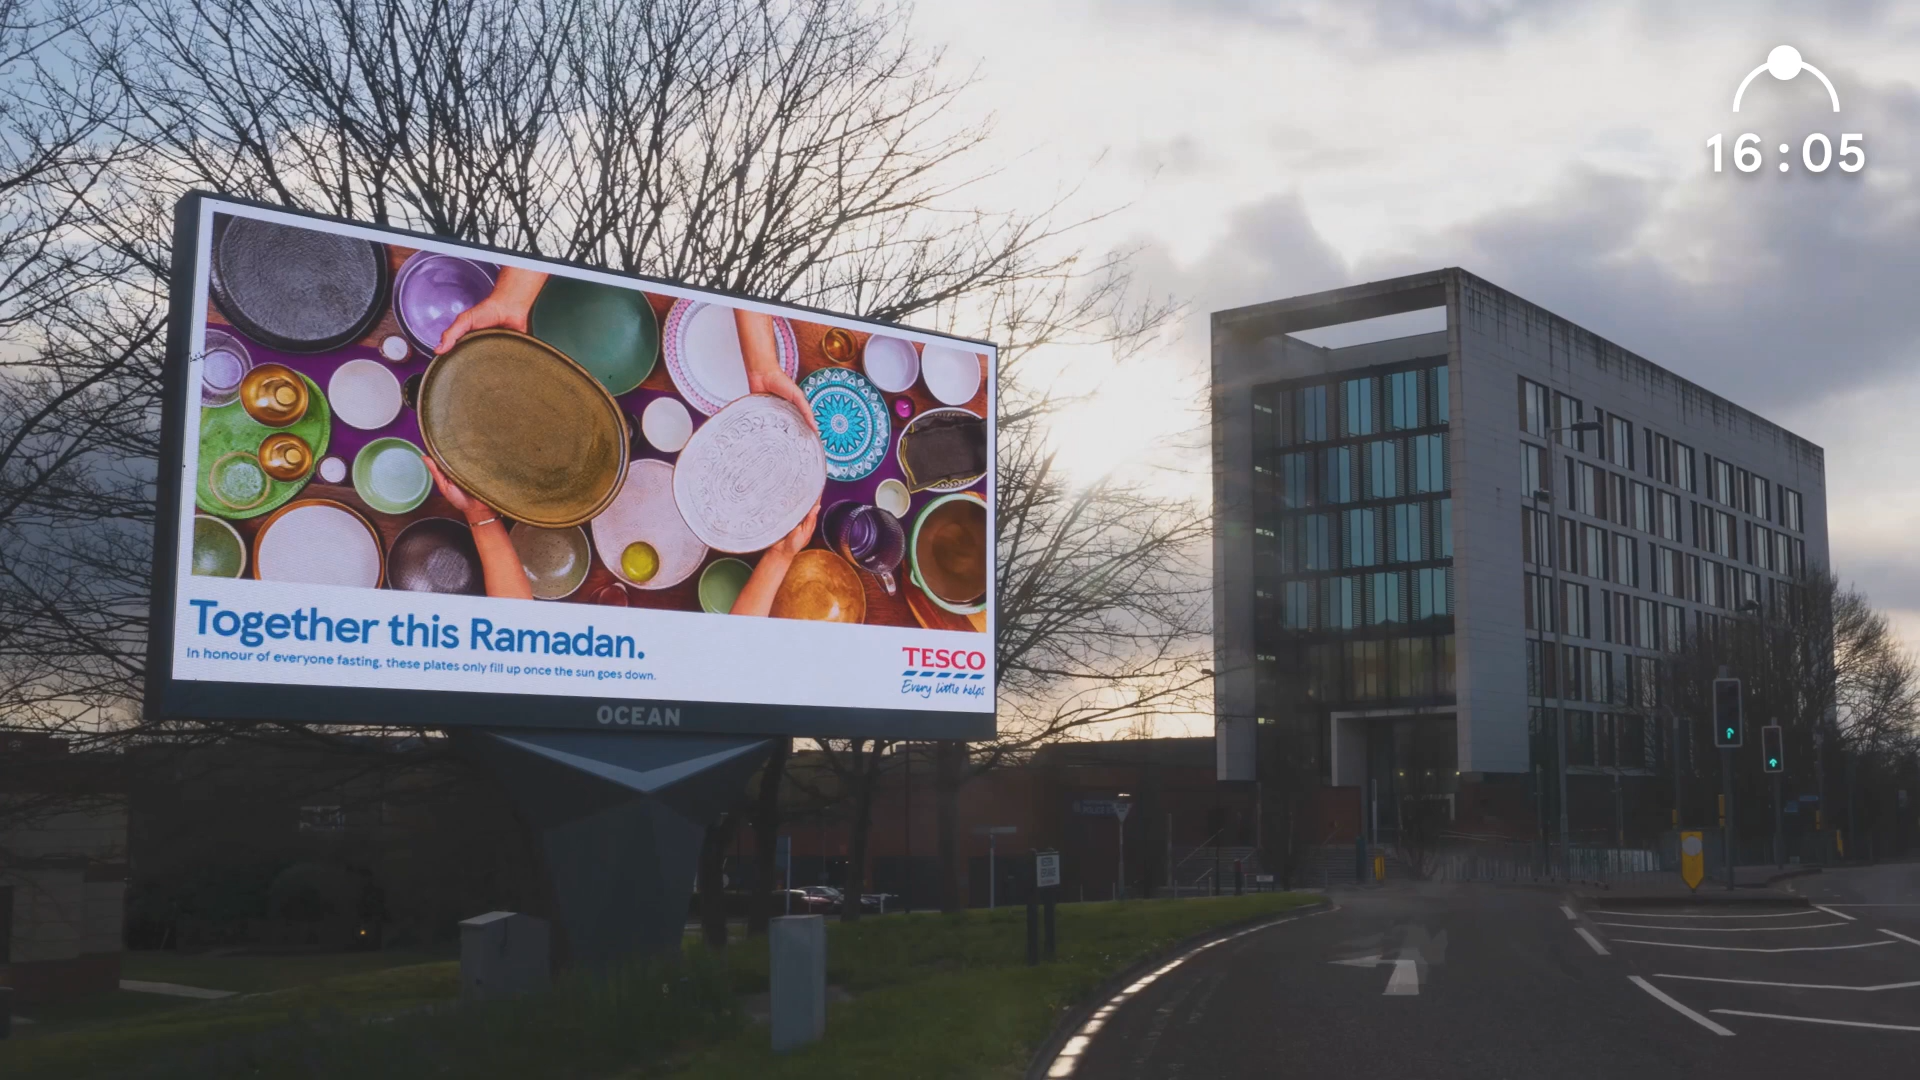 16:05
Together this Ramadan.
In honour of everyone fasting, these plates only fill up once the sun goes down.
TESCO
Every little helps
OCEAN